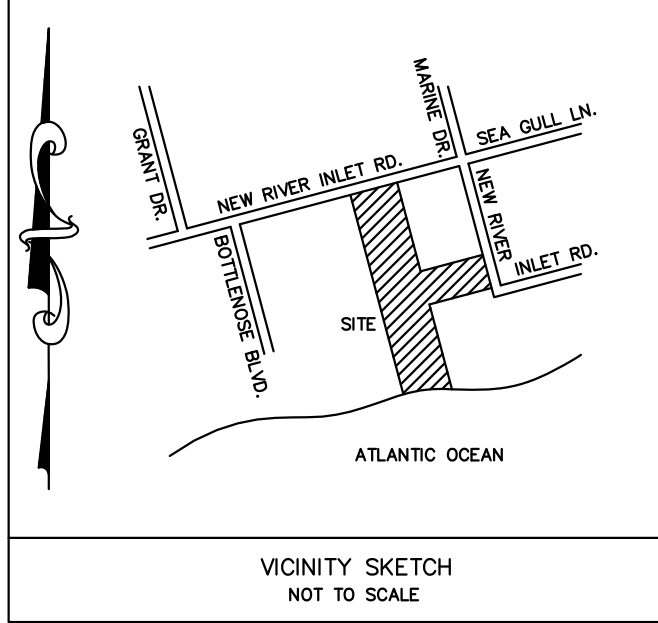 MARINE DR.
SEA GULL LN.
GRANT DR.
NEW RIVER INLET RD.
NEW RIVER
INLET RD.
BOTTLENOSE BLVD.
SITE
ATLANTIC OCEAN
VICINITY SKETCH
NOT TO SCALE